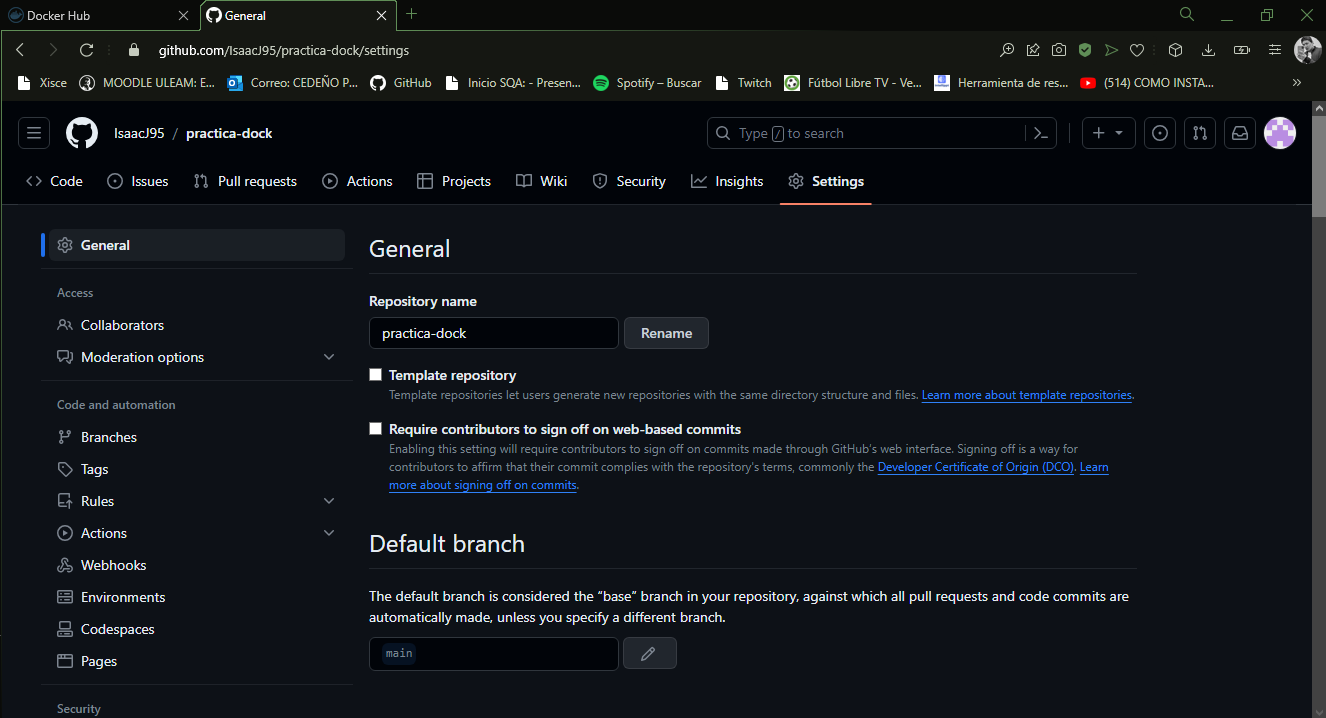 Docker Hub
General
github.com/IsaacJ95/practica-dock/settings
Xisce
MOODLE ULEAM: E...
Correo: CEDEÑO P...
GitHub
Inicio SQA: - Presen...
Spotify – Buscar
Twitch
Fútbol Libre TV - Ve...
Herramienta de res...
(514) COMO INSTA...
»
IsaacJ95 / practica-dock
Type / to search
Code
Issues
Pull requests
Actions
Projects
Wiki
Security
Insights
Settings
General
Access
Collaborators
Moderation options
Code and automation
Branches
Tags
Rules
Actions
Webhooks
Environments
Codespaces
Pages
Security
General
Repository name
practica-dock
Rename
Template repository
Template repositories let users generate new repositories with the same directory structure and files. Learn more about template repositories.
Require contributors to sign off on web-based commits
Enabling this setting will require contributors to sign off on commits made through GitHub's web interface. Signing off is a way for
contributors to affirm that their commit complies with the repository's terms, commonly the Developer Certificate of Origin (DCO). Learn
more about signing off on commits.
Default branch
The default branch is considered the “base” branch in your repository, against which all pull requests and code commits are
automatically made, unless you specify a different branch.
main